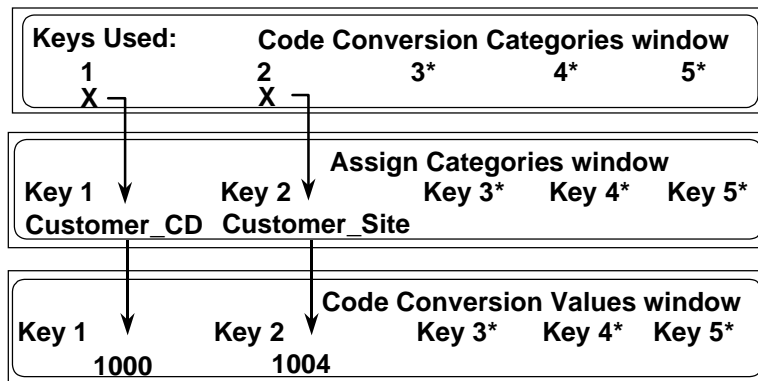 Keys Used: Code Conversion Categories window
1 2 3* 4* 5*
X X
Assign Categories window
Key 1 Key 2 Key 3* Key 4* Key 5*
Customer_CD Customer_Site
Code Conversion Values window
Key 1 Key 2 Key 3* Key 4* Key 5*
1000 1004